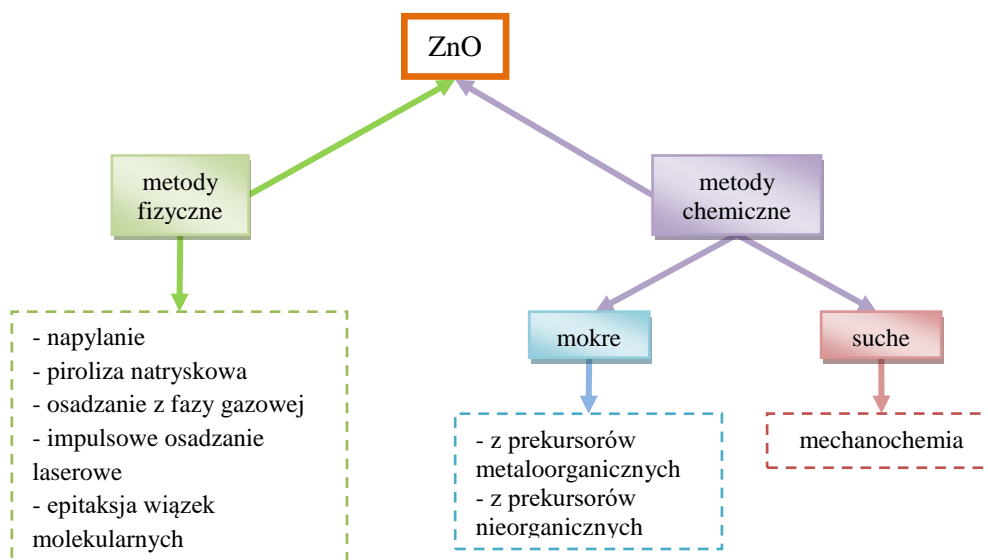 ZnO
metody
fizyczne
metody
chemiczne
mokre
suche
- napylanie
- piroliza natryskowa
- osadzanie z fazy gazowej
- impulsowe osadzanie
laserowe
- epitaksja wiązek
molekularnych
- z prekursorów
metaloorganicznych
- z prekursorów
nieorganicznych
mechanochemia